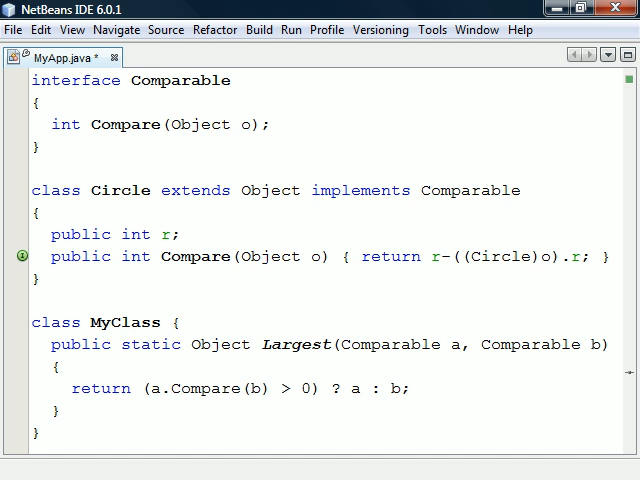 NetBeans IDE 6.0.1
File Edit View Navigate Source Refactor Build Run Profile Versioning Tools Window Help
MyApp.java *
interface Comparable
{
int Compare(Object o);
}
class Circle extends Object implements Comparable
{
public int r;
public int Compare(Object o) { return r-((Circle)o).r; }
}
class MyClass {
public static Object Largest(Comparable a, Comparable b)
{
return (a.Compare(b) > 0) ? a : b;
}
}